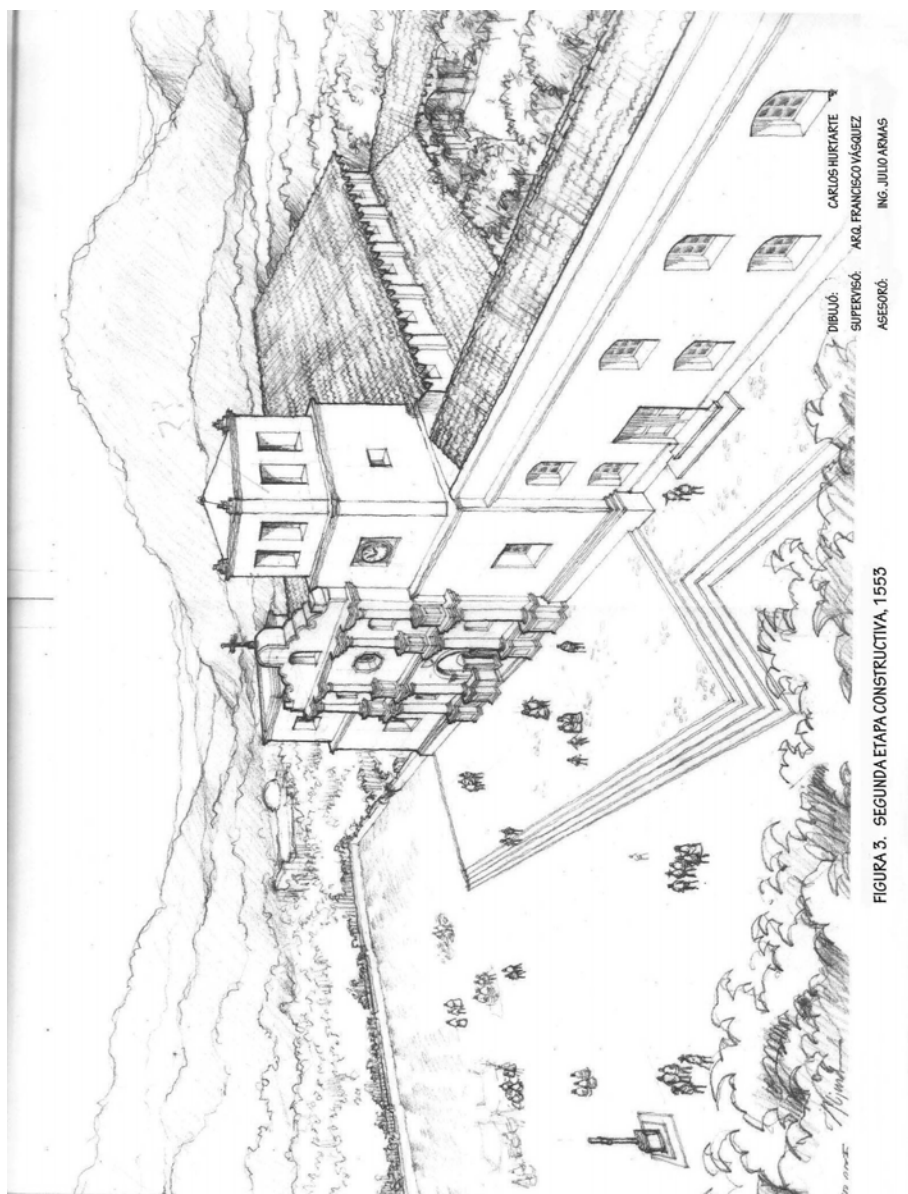 DIBUJÓ: CARLOS HURTARTE
SUPERVISÓ: ARQ. FRANCISCO VÁSQUEZ
ASESORÓ: ING. JULIO ARMAS
FIGURA 3. SEGUNDA ETAPA CONSTRUCTIVA, 1553